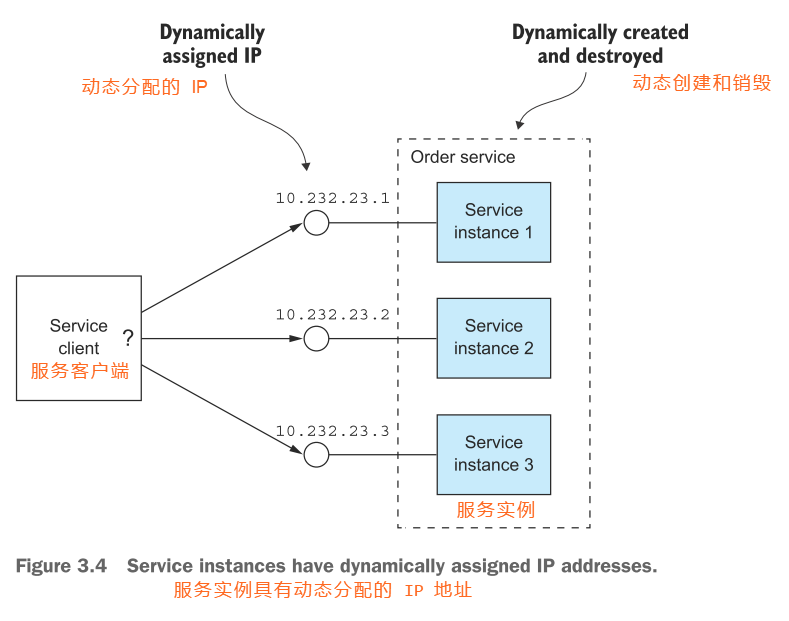 Dynamically
assigned IP
动态分配的 IP
Dynamically created
and destroyed
动态创建和销毁
Order service
10.232.23.1
Service
instance 1
Service
client
?
服务客户端
10.232.23.2
Service
instance 2
10.232.23.3
Service
instance 3
服务实例
Figure 3.4 Service instances have dynamically assigned IP addresses.
服务实例具有动态分配的 IP 地址